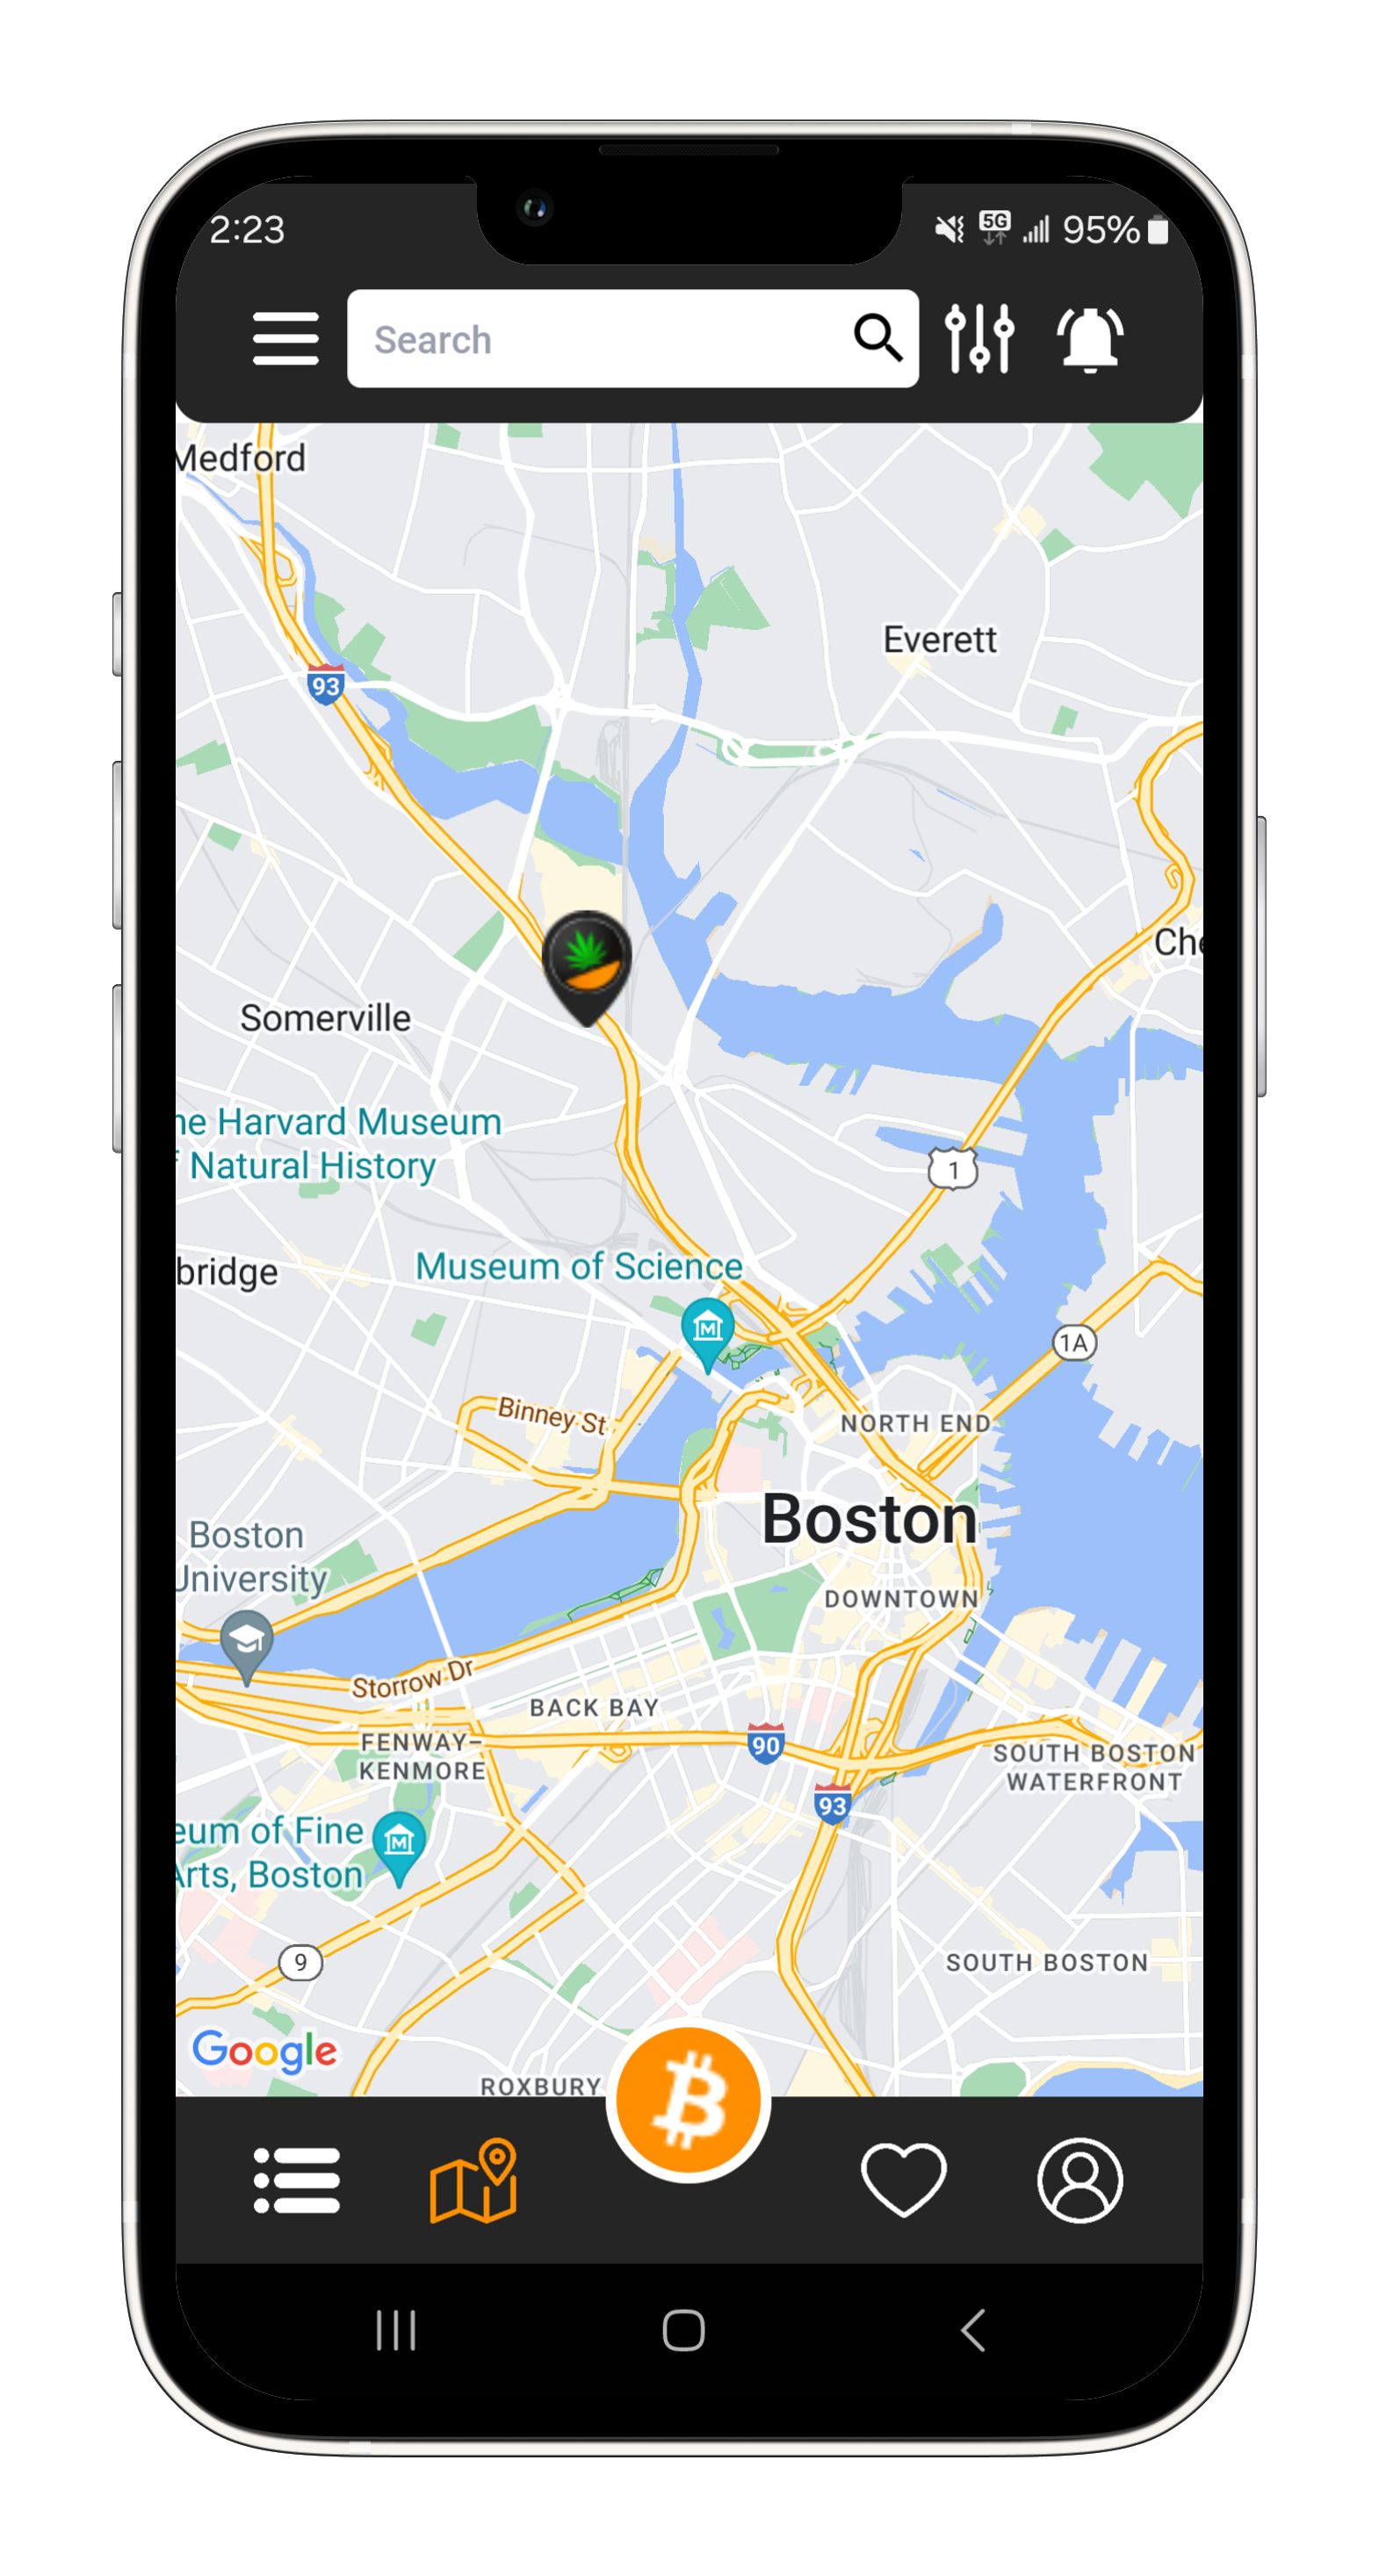 2:23
5G
95%
Search
Medford
93
Everett
Che
Somerville
he Harvard Museum
f Natural History
1
bridge
Museum of Science
M
1A
Binney St
NORTH END
Boston
Boston
University
DOWNTOWN
Storrow Dr
BACK BAY
FENWAY–
KENMORE
90
SOUTH BOSTON
WATERFRONT
93
eum of Fine
Arts, Boston
M
9
SOUTH BOSTON
Google
ROXBURY